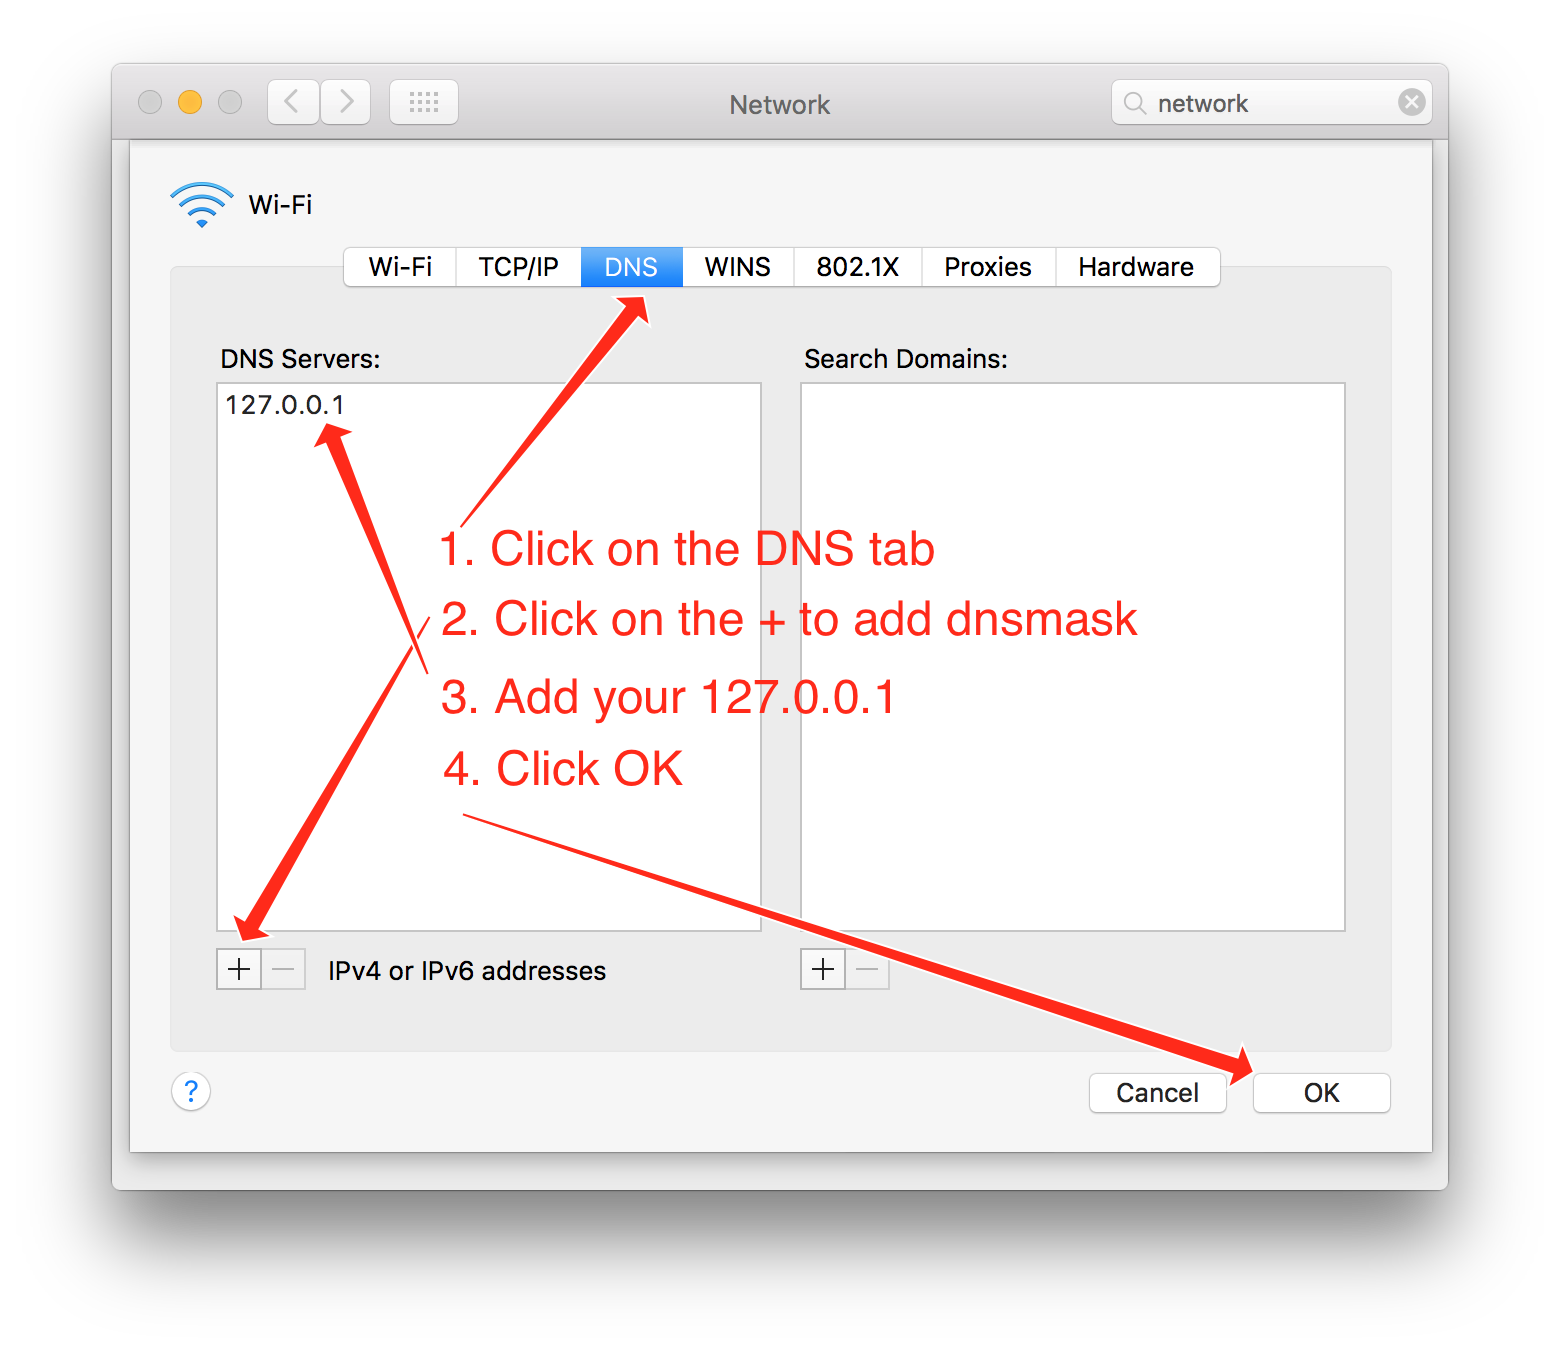 Network
network
Wi-Fi
Wi-Fi TCP/IP DNS WINS 802.1X Proxies Hardware
DNS Servers:
Search Domains:
127.0.0.1
1. Click on the DNS tab
2. Click on the + to add dnsmask
3. Add your 127.0.0.1
4. Click OK
+ − IPv4 or IPv6 addresses
+ −
?
Cancel
OK